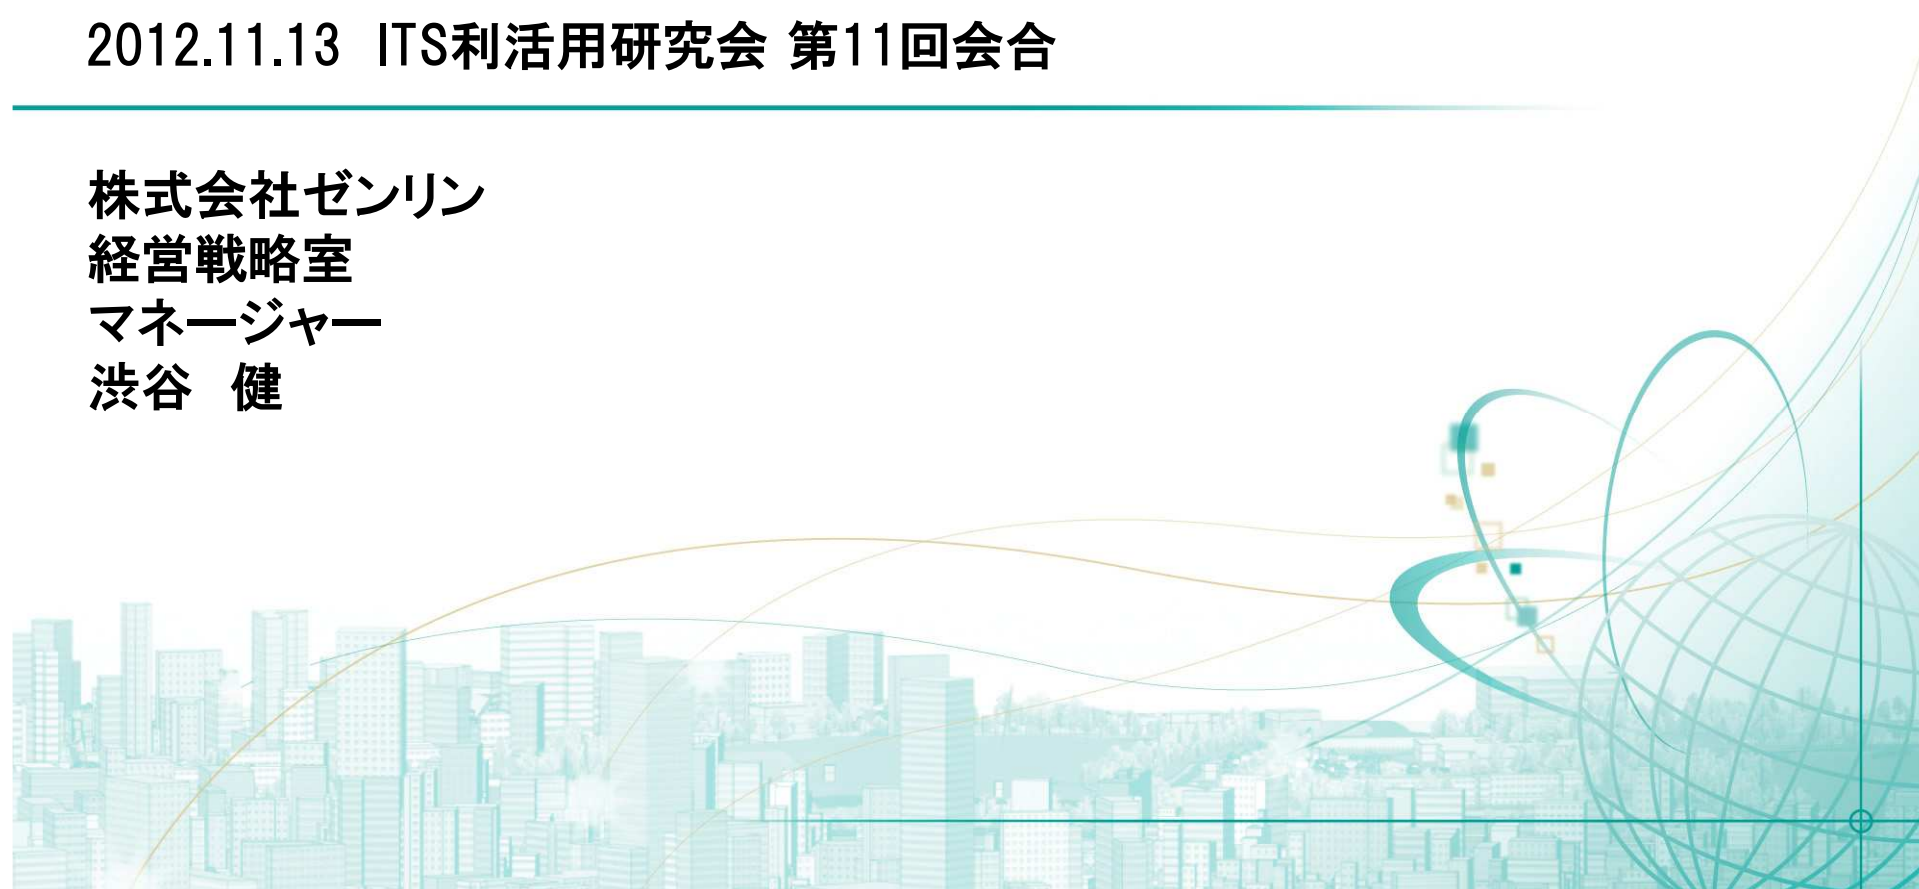 2012.11.13　ITS利活用研究会 第11回会合
株式会社ゼンリン
経営戦略室
マネージャー
渋谷　健